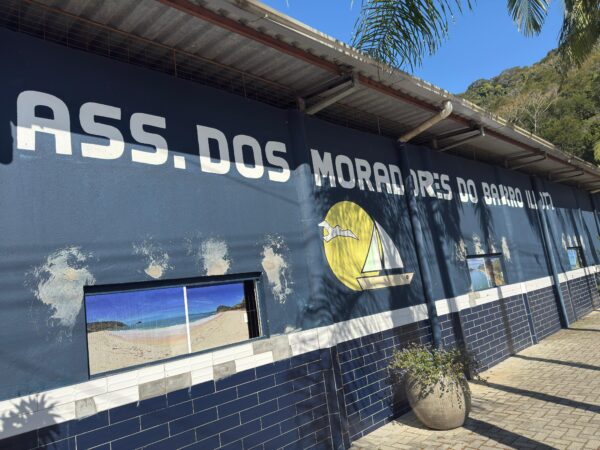 ASS. DOS MORADORES DO BAIRRO